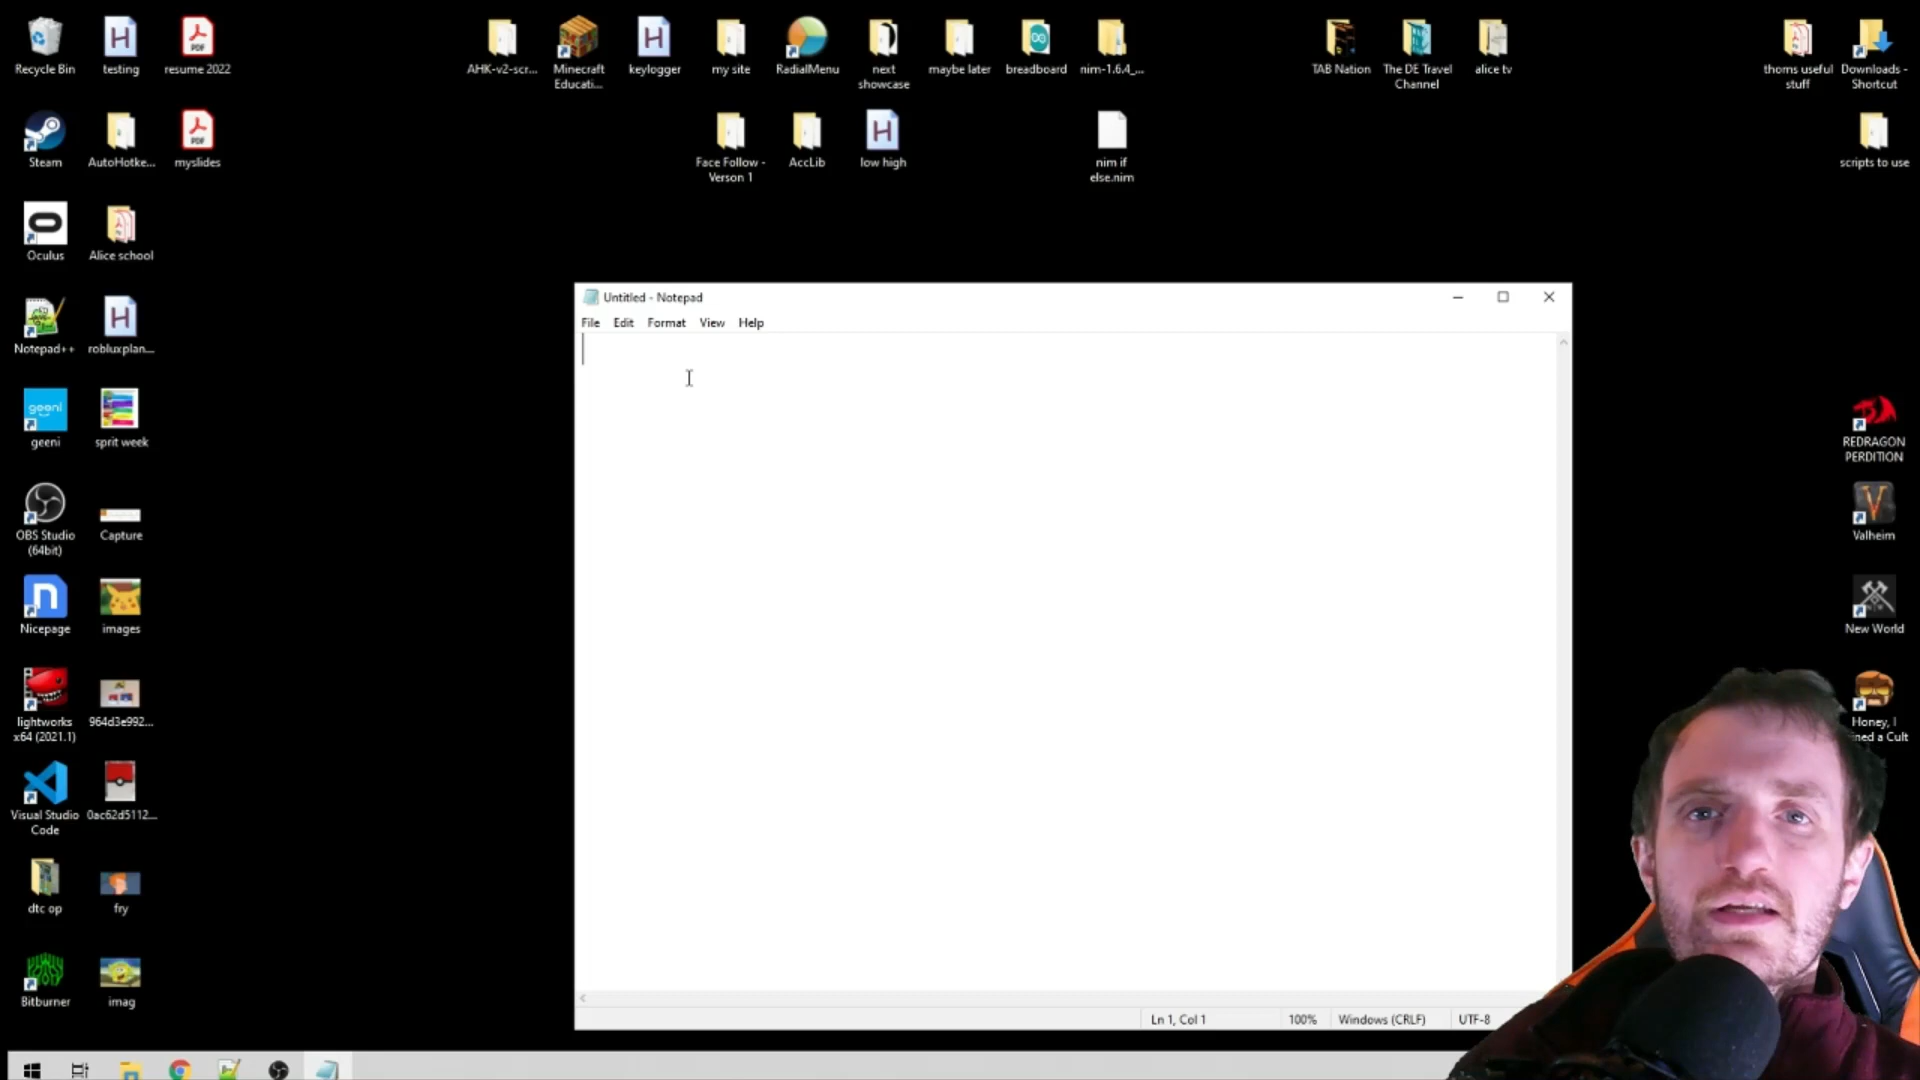 Recycle Bin
testing
resume 2022
AHK-v2-scr...
Minecraft
Educati...
keylogger
my site
RadialMenu
next
showcase
maybe later
breadboard
nim-1.6.4_...
TAB Nation
The DE Travel
Channel
alice tv
thoms useful
stuff
Downloads -
Shortcut
Steam
AutoHotke...
myslides
Face Follow -
Verson 1
AccLib
low high
nim if
else.nim
scripts to use
Oculus
Alice school
Untitled - Notepad
File Edit Format View Help
Notepad++
robluxplan...
geeni
geeni
sprit week
REDRAGON
PERDITION
OBS Studio
(64bit)
Capture
Valheim
Nicepage
images
New World
lightworks
x64 (2021.1)
964d3e992...
Honey, I
ned a Cult
Visual Studio
Code
0ac62d5112...
dtc op
fry
Bitburner
imag
Ln 1, Col 1
100%
Windows (CRLF)
UTF-8